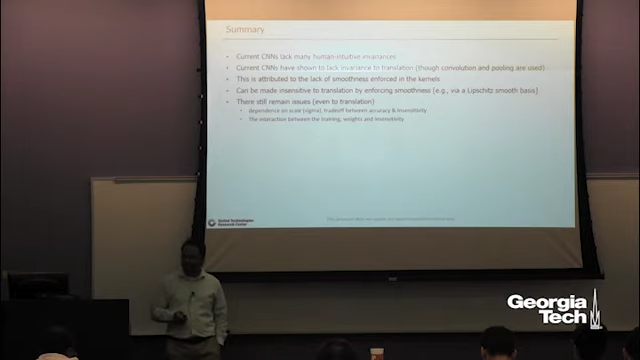 Summary
• Current CNNs lack many human-intuitive invariances
• Current CNNs have shown to lack invariance to translation (though convolution and pooling are used)
• This is attributed to the lack of smoothness enforced in the kernels
• Can be made insensitive to translation by enforcing smoothness (e.g., via a Lipschitz smooth basis)
• There still remain issues (even to translation)
• dependence on scale (sigma), tradeoff between accuracy & insensitivity
• The interaction between the training, weights and insensitivity
Research Center
Georgia
Tech